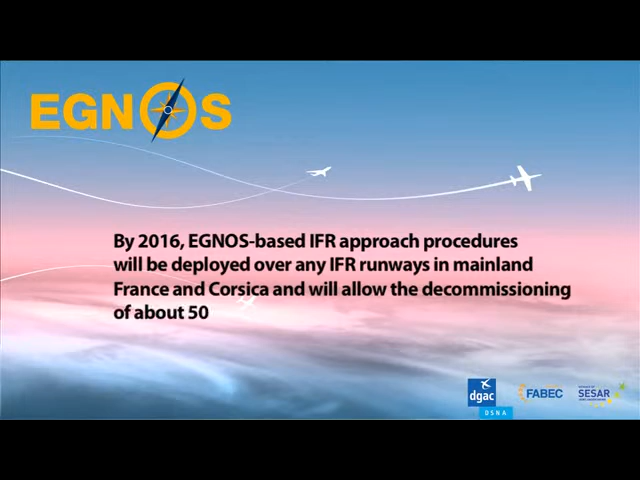 EGNOS
By 2016, EGNOS-based IFR approach procedures
will be deployed over any IFR runways in mainland
France and Corsica and will allow the decommissioning
of about 50
dgac
DSNA
FABEC
SESAR